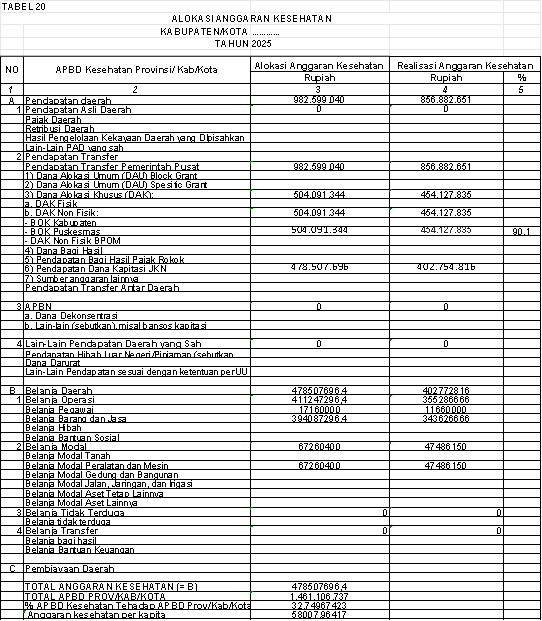 TABEL 20
ALOKASI ANGGARAN KESEHATAN
KABUPATEN/KOTA ............
TAHUN 2025
NO APBD Kesehatan Provinsi/ Kab/Kota Alokasi Anggaran Kesehatan Realisasi Anggaran Kesehatan
Rupiah Rupiah %
1 2 3 4 5
A Pendapatan daerah 982.599.040 856.882.651
1 Pendapatan Asli Daerah 0 0
Pajak Daerah
Retribusi Daerah
Hasil Pengelolaan Kekayaan Daerah yang Dipisahkan
Lain-Lain PAD yang sah
2 Pendapatan Transfer
Pendapatan Transfer Pemerintah Pusat 982.599.040 856.882.651
1) Dana Alokasi Umum (DAU) Block Grant
2) Dana Alokasi Umum (DAU) Spesific Grant
3) Dana Alokasi Khusus (DAK): 504.091.344 454.127.835
a. DAK Fisik
b. DAK Non Fisik: 504.091.344 454.127.835
- BOK Kabupaten
- BOK Puskesmas 504.091.344 454.127.835 90.1
- DAK Non Fisik BPOM
4) Dana Bagi Hasil
5) Pendapatan Bagi Hasil Pajak Rokok
6) Pendapatan Dana Kapitasi JKN 478.507.696 402.754.816
7) Sumber anggaran lainnya
Pendapatan Transfer Antar Daerah
3 APBN 0 0
a. Dana Dekonsentrasi
b. Lain-lain (sebutkan), misal bansos kapitasi
4 Lain-Lain Pendapatan Daerah yang Sah 0 0
Pendapatan Hibah Luar Negeri/Pinjaman (sebutkan
Dana Darurat
Lain-Lain Pendapatan sesuai dengan ketentuan perUU
B Belanja Daerah 478507696,4 402772816
1 Belanja Operasi 411247296,4 355286666
Belanja Pegawai 17160000 11660000
Belanja Barang dan Jasa 394087296,4 343626666
Belanja Hibah
Belanja Bantuan Sosial
2 Belanja Modal 67260400 47486150
Belanja Modal Tanah
Belanja Modal Peralatan dan Mesin 67260400 47486150
Belanja Modal Gedung dan Bangunan
Belanja Modal Jalan, Jaringan, dan Irigasi
Belanja Modal Aset Tetap Lainnya
Belanja Modal Aset Lainnya
3 Belanja Tidak Terduga 0 0
Belanja tidak terduga
4 Belanja Transfer 0 0
Belanja bagi hasil
Belanja Bantuan Keuangan
C Pembiayaan Daerah
TOTAL ANGGARAN KESEHATAN (= B) 478507696,4
TOTAL APBD PROV/KAB/KOTA 1.461.106.737
% APBD Kesehatan Tehadap APBD Prov/Kab/Kota 32,74967423
Anggaran kesehatan per kapita 58007,96417